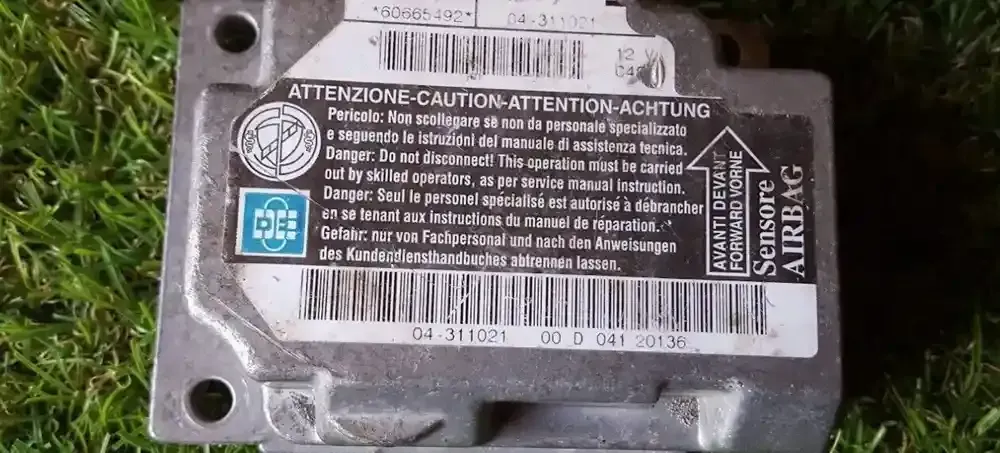 *60665492* 04-311021
12 V
ATTENZIONE-CAUTION-ATTENTION-ACHTUNG
Pericolo: Non scollegare se non da personale specializzato
e seguendo le istruzioni del manuale di assistenza tecnica.
Danger: Do not disconnect! This operation must be carried
out by skilled operators, as per service manual instruction.
Danger: Seul le personel spécialisé est autorisé à débrancher
en se tenant aux instructions du manuel de réparation.
Gefahr: nur von Fachpersonal und nach den Anweisungen
des Kundendiensthandbuches abtrennen lassen.
AVANTI DEVANT
FORWARD VORNE
Sensore
AIRBAG
04-311021 00 D 041 20136